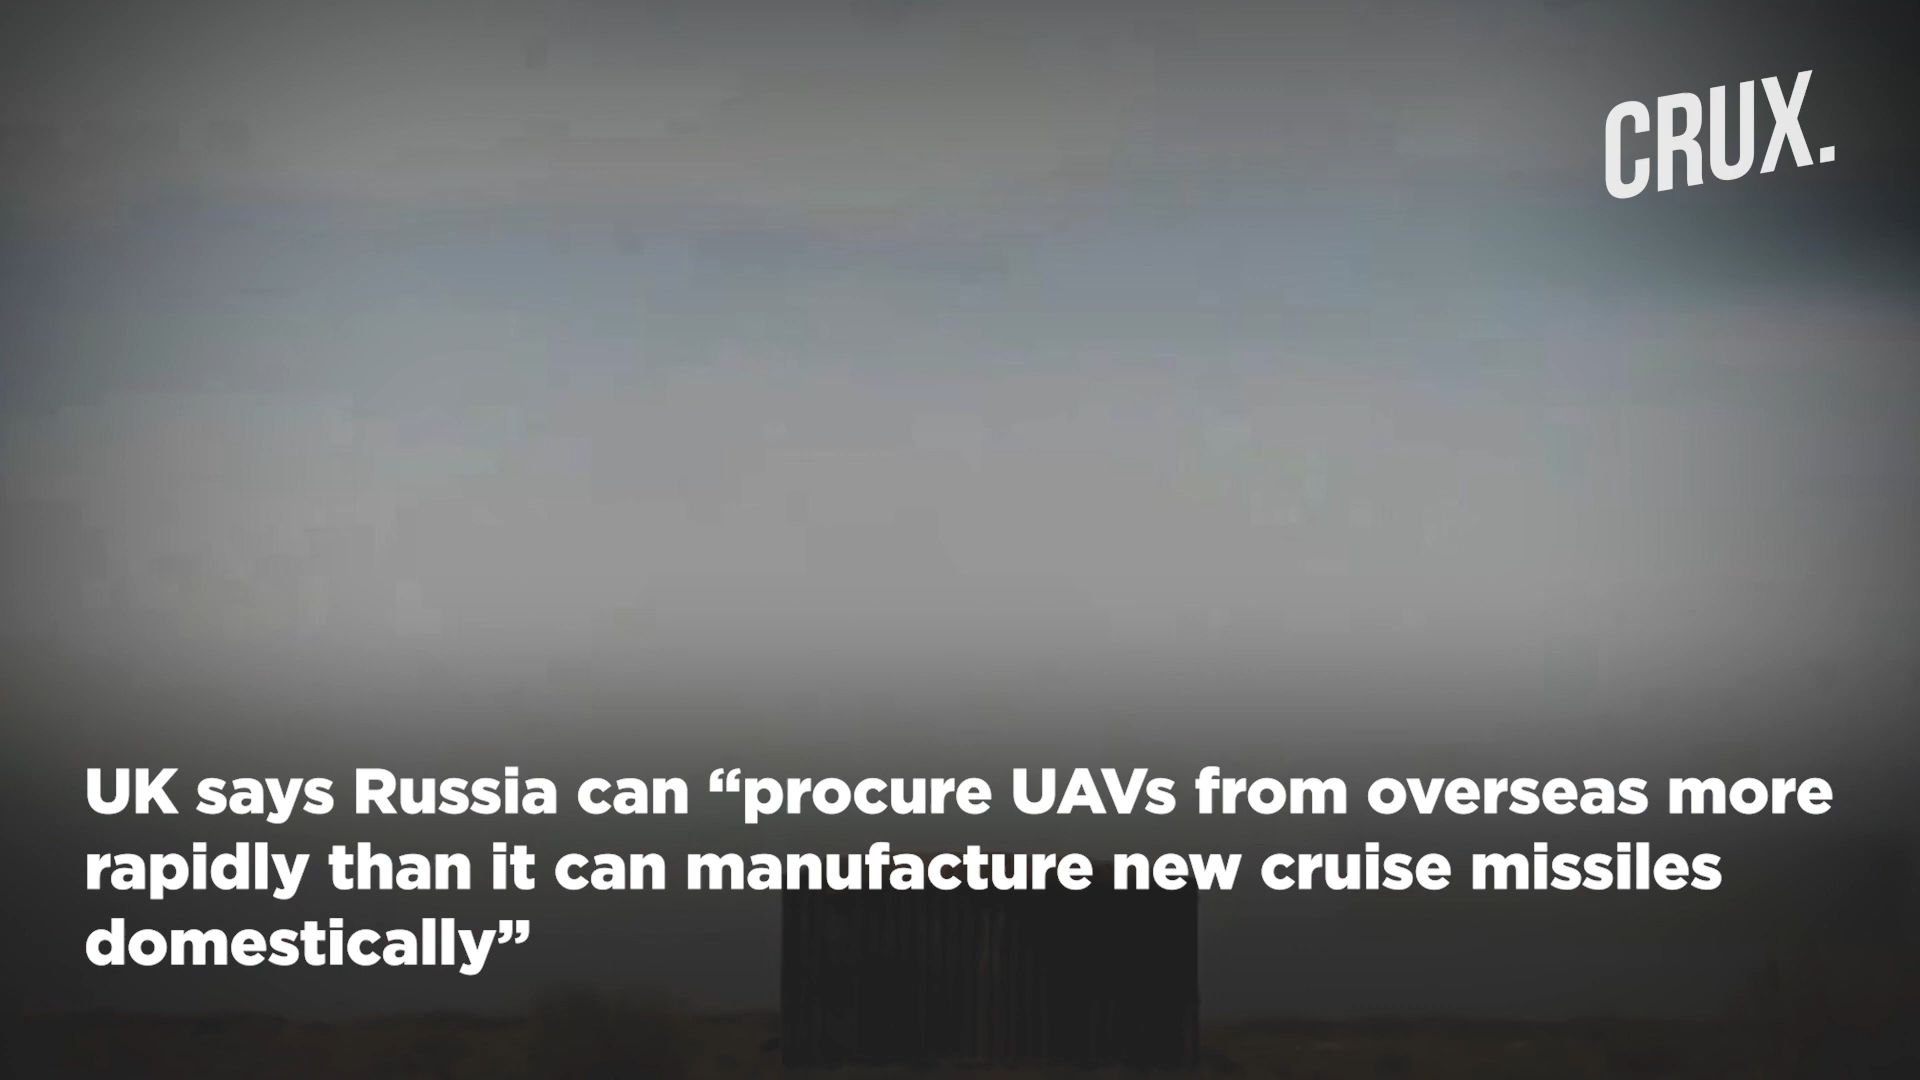 CRUX.
UK says Russia can “procure UAVs from overseas more
rapidly than it can manufacture new cruise missiles
domestically”